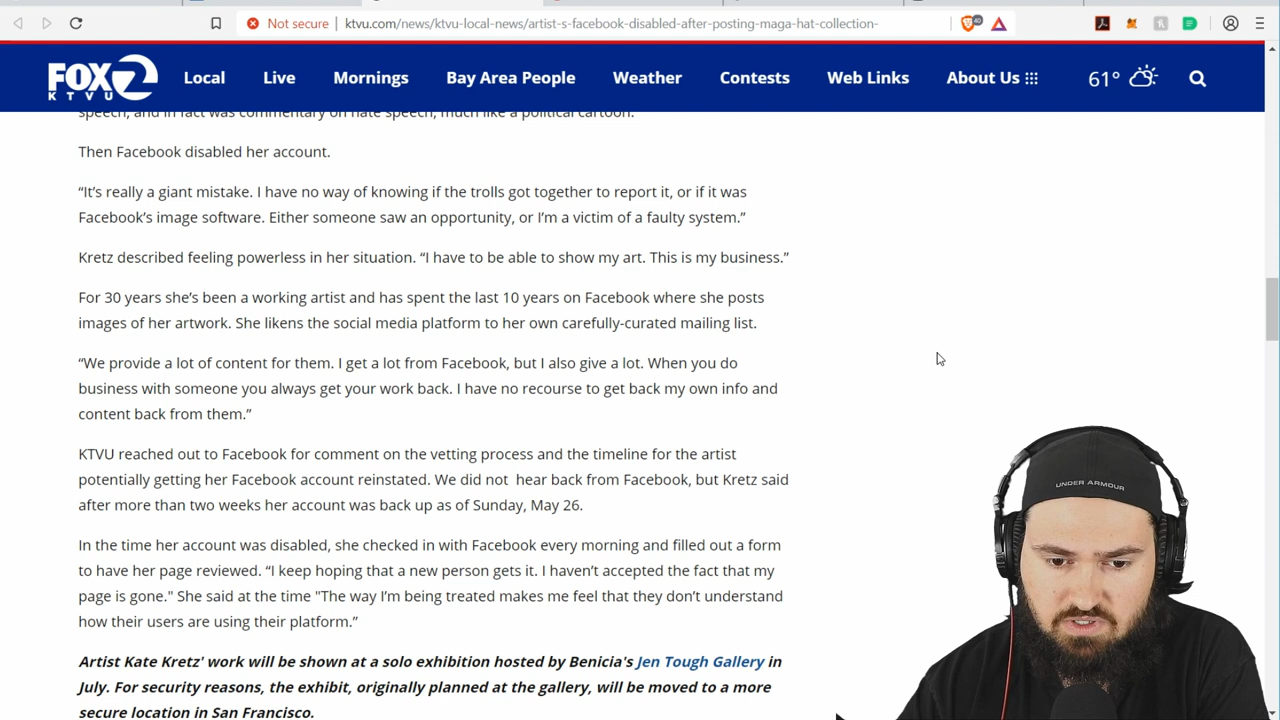 Not secure
ktvu.com/news/ktvu-local-news/artist-s-facebook-disabled-after-posting-maga-hat-collection-
40
FOX 2
KTVU
Local Live Mornings Bay Area People Weather Contests Web Links About Us 61°
speech, and in fact was commentary on hate speech, much like a political cartoon.
Then Facebook disabled her account.
“It’s really a giant mistake. I have no way of knowing if the trolls got together to report it, or if it was
Facebook’s image software. Either someone saw an opportunity, or I’m a victim of a faulty system.”
Kretz described feeling powerless in her situation. “I have to be able to show my art. This is my business.”
For 30 years she’s been a working artist and has spent the last 10 years on Facebook where she posts
images of her artwork. She likens the social media platform to her own carefully-curated mailing list.
“We provide a lot of content for them. I get a lot from Facebook, but I also give a lot. When you do
business with someone you always get your work back. I have no recourse to get back my own info and
content back from them.”
KTVU reached out to Facebook for comment on the vetting process and the timeline for the artist
potentially getting her Facebook account reinstated. We did not  hear back from Facebook, but Kretz said
after more than two weeks her account was back up as of Sunday, May 26.
In the time her account was disabled, she checked in with Facebook every morning and filled out a form
to have her page reviewed. “I keep hoping that a new person gets it. I haven’t accepted the fact that my
page is gone." She said at the time "The way I’m being treated makes me feel that they don’t understand
how their users are using their platform.”
Artist Kate Kretz' work will be shown at a solo exhibition hosted by Benicia's Jen Tough Gallery in
July. For security reasons, the exhibit, originally planned at the gallery, will be moved to a more
secure location in San Francisco.
UNDER ARMOUR